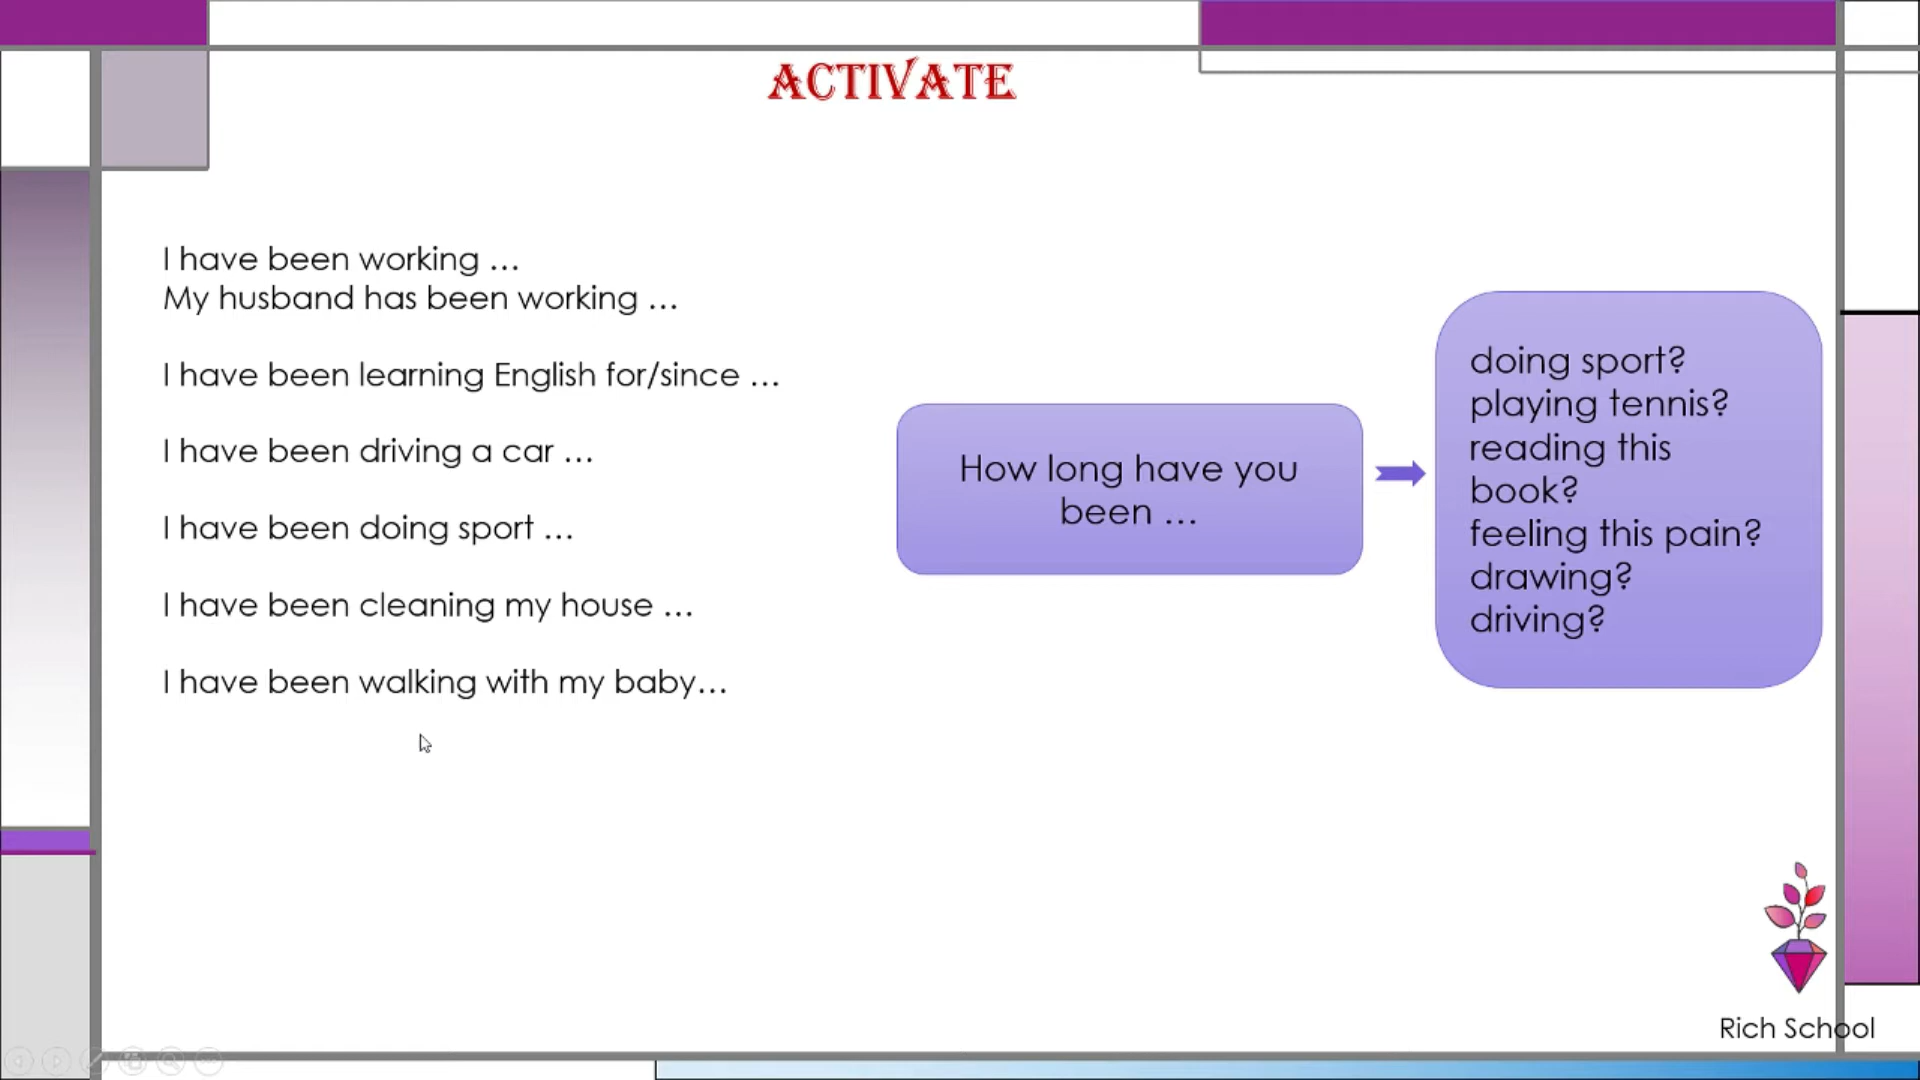 ACTIVATE
I have been working ...
My husband has been working ...
I have been learning English for/since ...
I have been driving a car ...
I have been doing sport ...
I have been cleaning my house ...
I have been walking with my baby...
How long have you
been ...
doing sport?
playing tennis?
reading this
book?
feeling this pain?
drawing?
driving?
Rich School